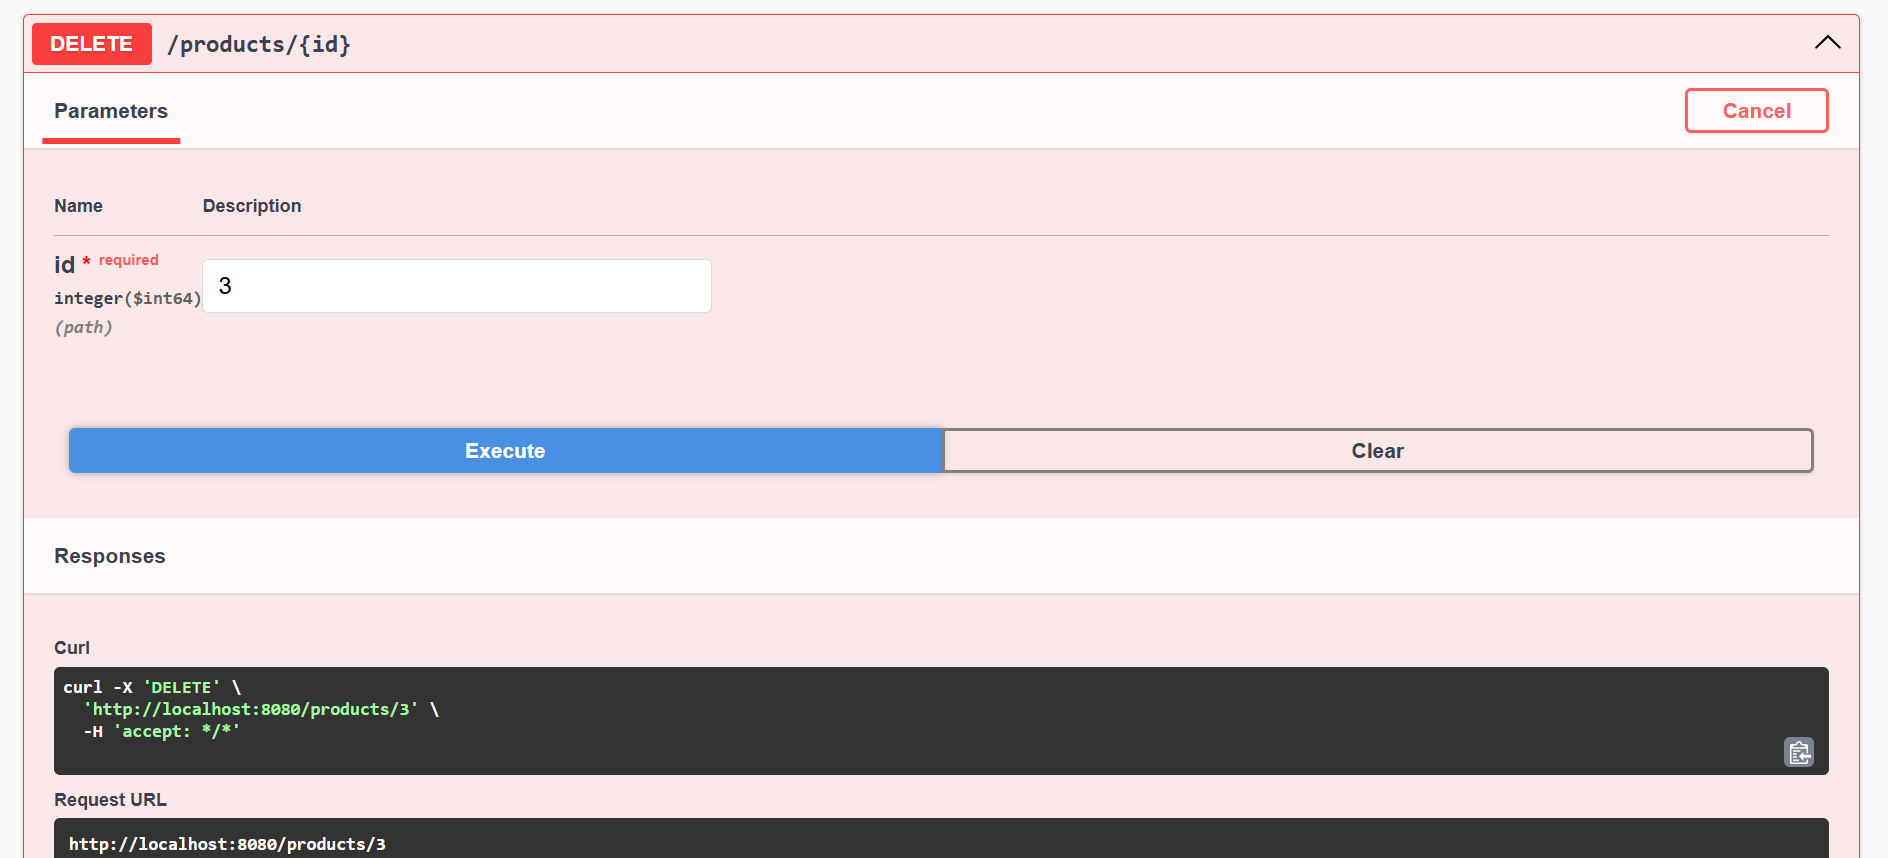 DELETE /products/{id}
Parameters
Cancel
Name Description
id * required
integer($int64)
(path)
3
Execute Clear
Responses
Curl
curl -X 'DELETE' \
  'http://localhost:8080/products/3' \
  -H 'accept: */*'
Request URL
http://localhost:8080/products/3